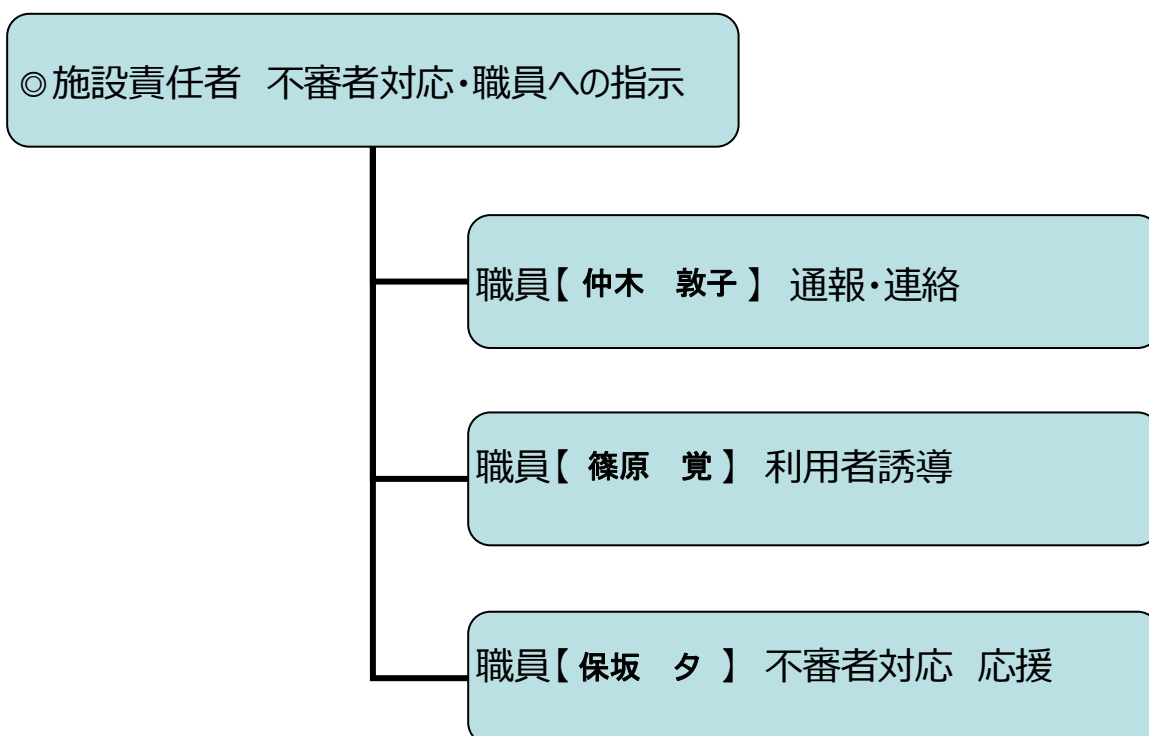 ◎施設責任者　不審者対応・職員への指示
職員【 仲木　敦子 】 通報・連絡
職員【 篠原　覚 】 利用者誘導
職員【 保坂　夕 】 不審者対応　応援